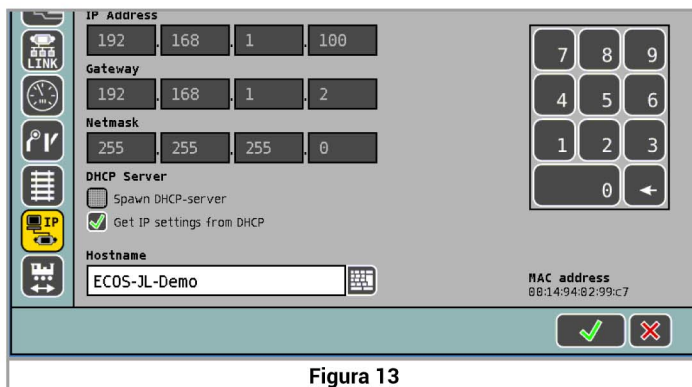 IP Address
192 . 168 . 1 . 100
Gateway
192 . 168 . 1 . 2
Netmask
255 . 255 . 255 . 0
DHCP Server
Spawn DHCP-server
Get IP settings from DHCP
Hostname
ECOS-JL-Demo
LINK
IP
7 8 9
4 5 6
1 2 3
0
MAC address
00:14:94:02:99:c7
Figura 13